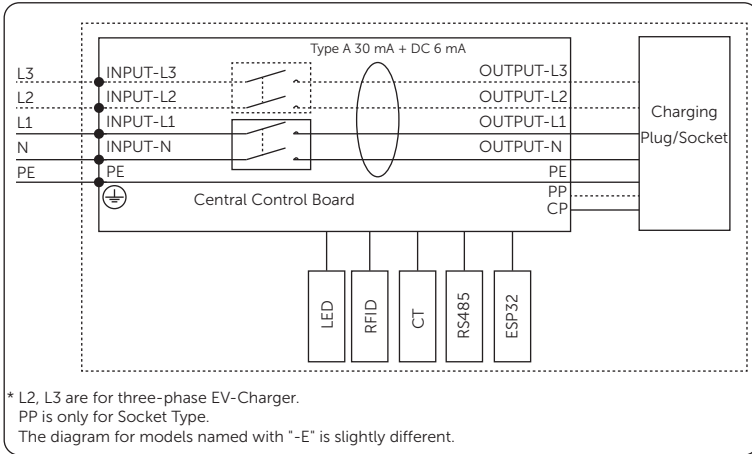 Type A 30 mA + DC 6 mA
L3 INPUT-L3 OUTPUT-L3
L2 INPUT-L2 OUTPUT-L2
L1 INPUT-L1 OUTPUT-L1
N INPUT-N OUTPUT-N
PE PE PE
PP
CP
Central Control Board
Charging
Plug/Socket
LED
RFID
CT
RS485
ESP32
* L2, L3 are for three-phase EV-Charger.
PP is only for Socket Type.
The diagram for models named with "-E" is slightly different.